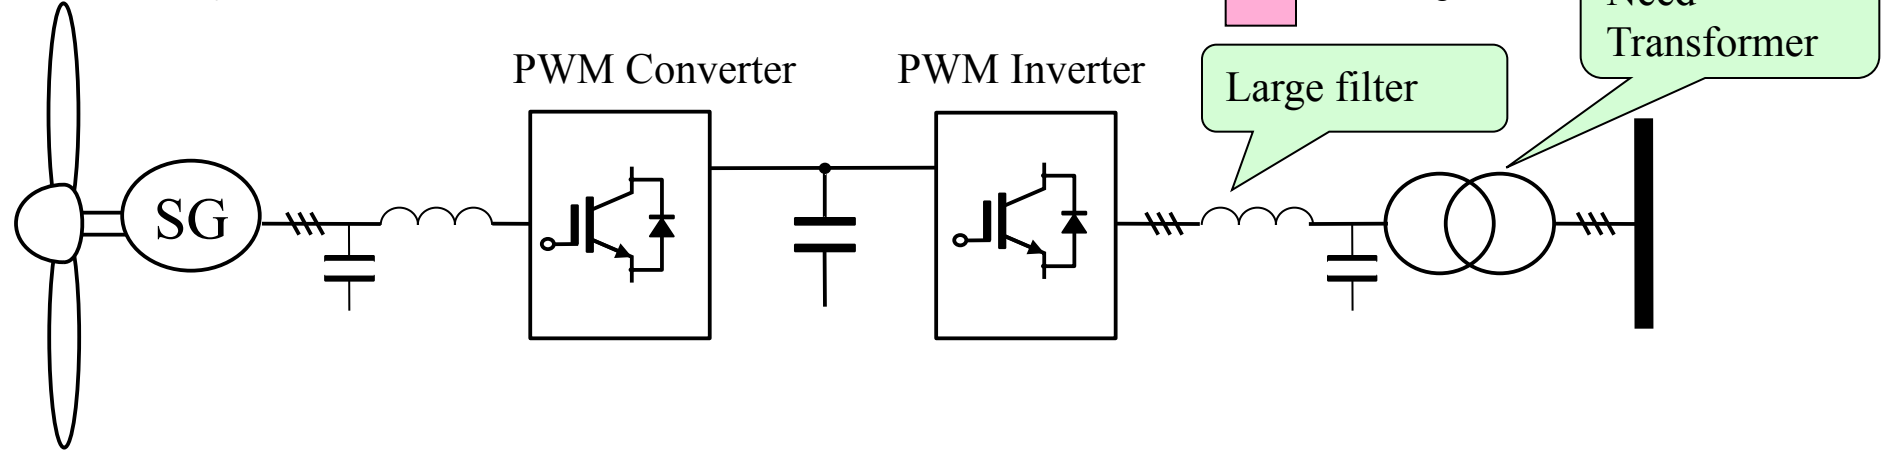 Need
Transformer
PWM Converter
PWM Inverter
Large filter
SG